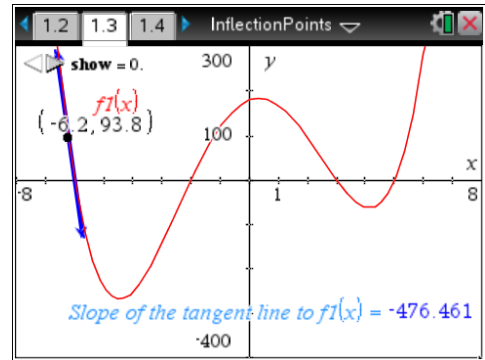 1.2 1.3 1.4 InflectionPoints
show = 0.
300 y
f1(x)
(-6.2, 93.8)
100
x
-8 1 8
Slope of the tangent line to f1(x) = -476.461
-400